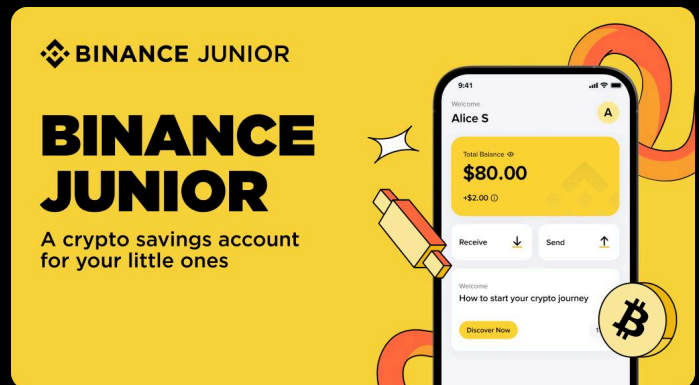 BINANCE JUNIOR
BINANCE
JUNIOR
A crypto savings account
for your little ones
9:41
Welcome
Alice S
A
Total Balance
$80.00
+$2.00
Receive
Send
Welcome
How to start your crypto journey
Discover Now